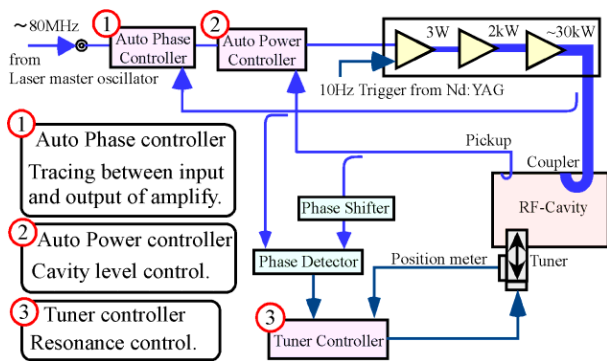 ~80MHz
from
Laser master oscillator
1
Auto Phase
Controller
2
Auto Power
Controller
3W
2kW
~30kW
10Hz Trigger from Nd:YAG
1
Auto Phase controller
Tracing between input
and output of amplify.
2
Auto Power controller
Cavity level control.
3
Tuner controller
Resonance control.
Pickup
Coupler
RF-Cavity
Phase Shifter
Phase Detector
Position meter
Tuner
3
Tuner Controller